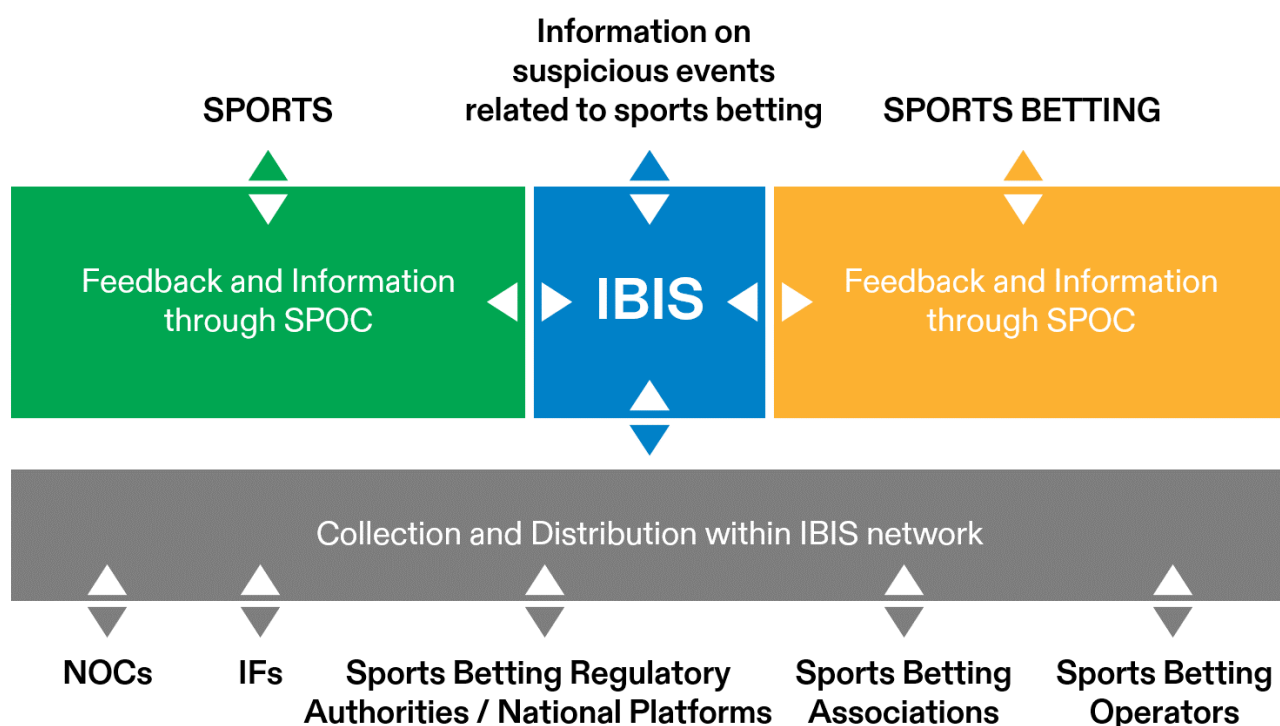 SPORTS
Information on
suspicious events
related to sports betting
SPORTS BETTING
Feedback and Information
through SPOC
IBIS
Feedback and Information
through SPOC
Collection and Distribution within IBIS network
NOCs
IFs
Sports Betting Regulatory
Authorities / National Platforms
Sports Betting
Associations
Sports Betting
Operators